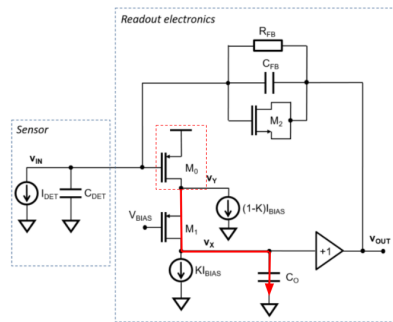 Readout electronics
R_FB
C_FB
M_2
Sensor
v_IN
M_0
v_Y
I_DET
C_DET
(1-K)I_BIAS
V_BIAS
M_1
v_X
v_OUT
+1
KI_BIAS
C_O